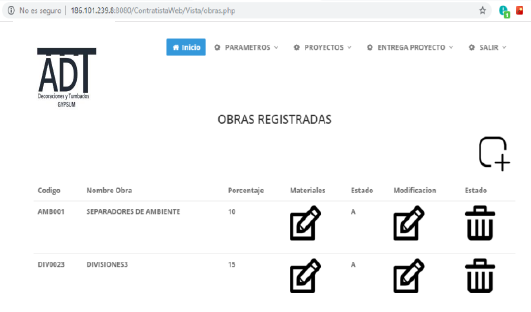 No es seguro | 186.101.239.8:8080/ContratistaWeb/Vista/obras.php
ADT
Decoraciones y Tumbados
GYPSUM
Inicio PARAMETROS PROYECTOS ENTREGA PROYECTO SALIR
OBRAS REGISTRADAS
Codigo Nombre Obra Porcentaje Materiales Estado Modificacion Estado
AMB001 SEPARADORES DE AMBIENTE 10 A
DIV0023 DIVISIONES3 15 A